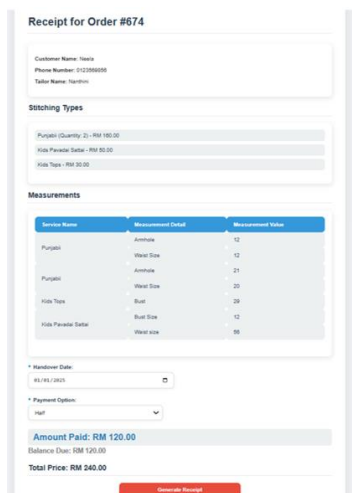 Receipt for Order #674
Customer Name: Neela
Phone Number: 0123569856
Tailor Name: Nanthini
Stitching Types
Punjabii (Quantity: 2) - RM 160.00
Kids Pavadai Sattai - RM 50.00
Kids Tops - RM 30.00
Measurements
Service Name Measurement Detail Measurement Value
Punjabii Armhole 12
Waist Size 12
Punjabii Armhole 21
Waist Size 20
Kids Tops Bust 29
Kids Pavadai Sattai Bust Size 12
Waist size 56
* Handover Date:
01/01/2025
* Payment Option:
Half
Amount Paid: RM 120.00
Balance Due: RM 120.00
Total Price: RM 240.00
Generate Receipt